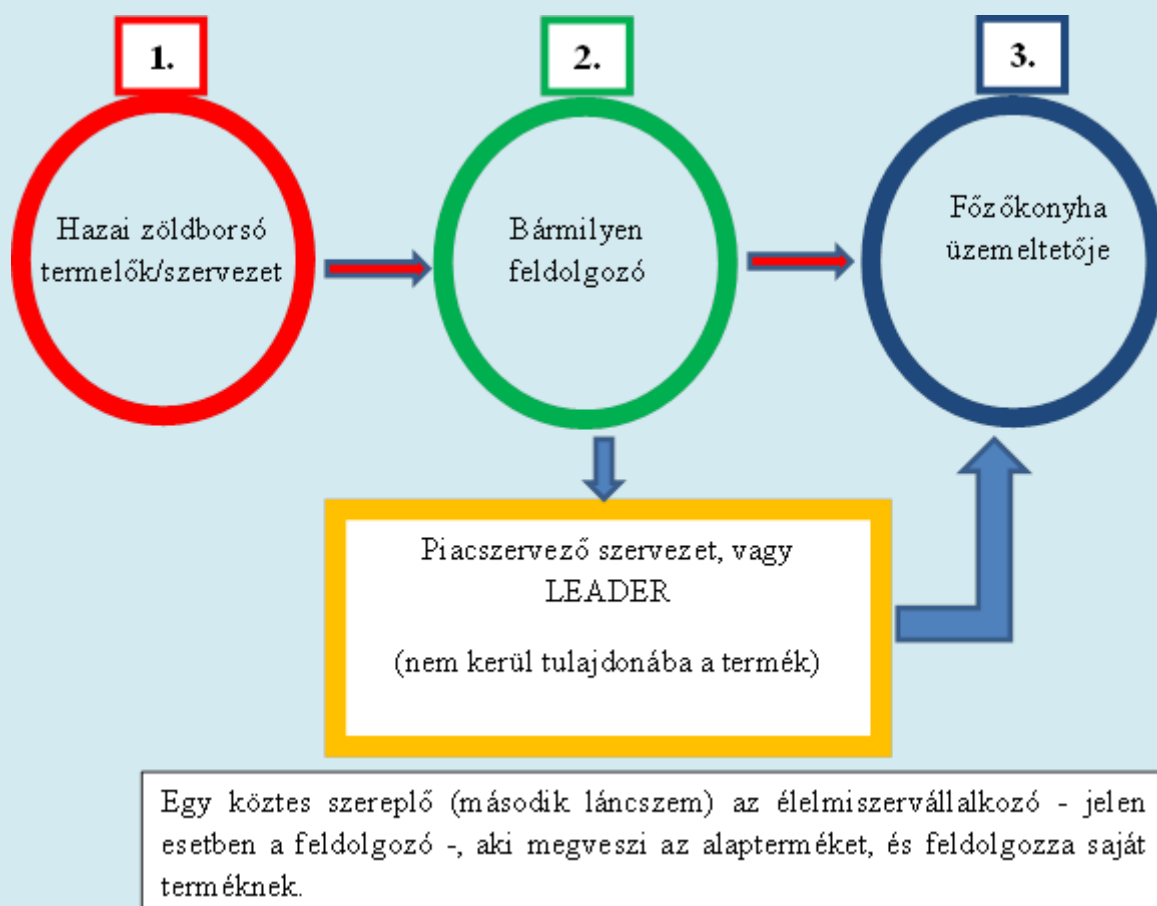 1.
2.
3.
Hazai zöldborsó
termelők/szervezet
Bármilyen
feldolgozó
Főzőkonyha
üzemeltetője
Piacszervező szervezet, vagy
LEADER
(nem kerül tulajdonába a termék)
Egy köztes szereplő (második láncszem) az élelmiszervállalkozó - jelen
esetben a feldolgozó -, aki megveszi az alapterméket, és feldolgozza saját
terméknek.